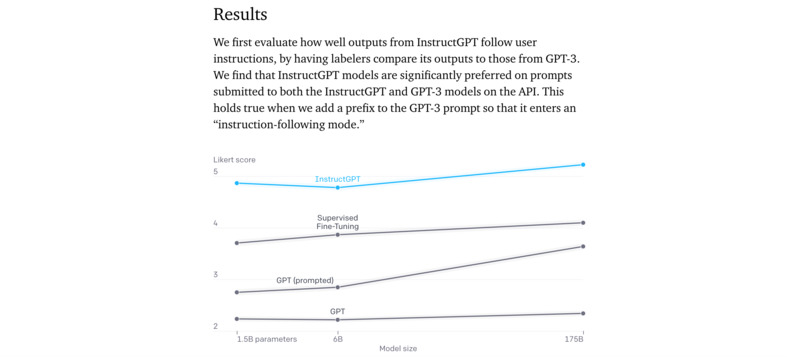 Results
We first evaluate how well outputs from InstructGPT follow user
instructions, by having labelers compare its outputs to those from GPT-3.
We find that InstructGPT models are significantly preferred on prompts
submitted to both the InstructGPT and GPT-3 models on the API. This
holds true when we add a prefix to the GPT-3 prompt so that it enters an
“instruction-following mode.”
Likert score
5
InstructGPT
4
Supervised
Fine-Tuning
3
GPT (prompted)
GPT
2
1.5B parameters
6B
175B
Model size